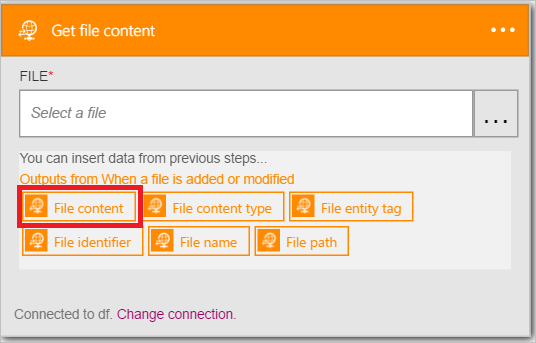 Get file content
...
FILE*
Select a file
...
You can insert data from previous steps...
Outputs from When a file is added or modified
File content File content type File entity tag
File identifier File name File path
Connected to df. Change connection.